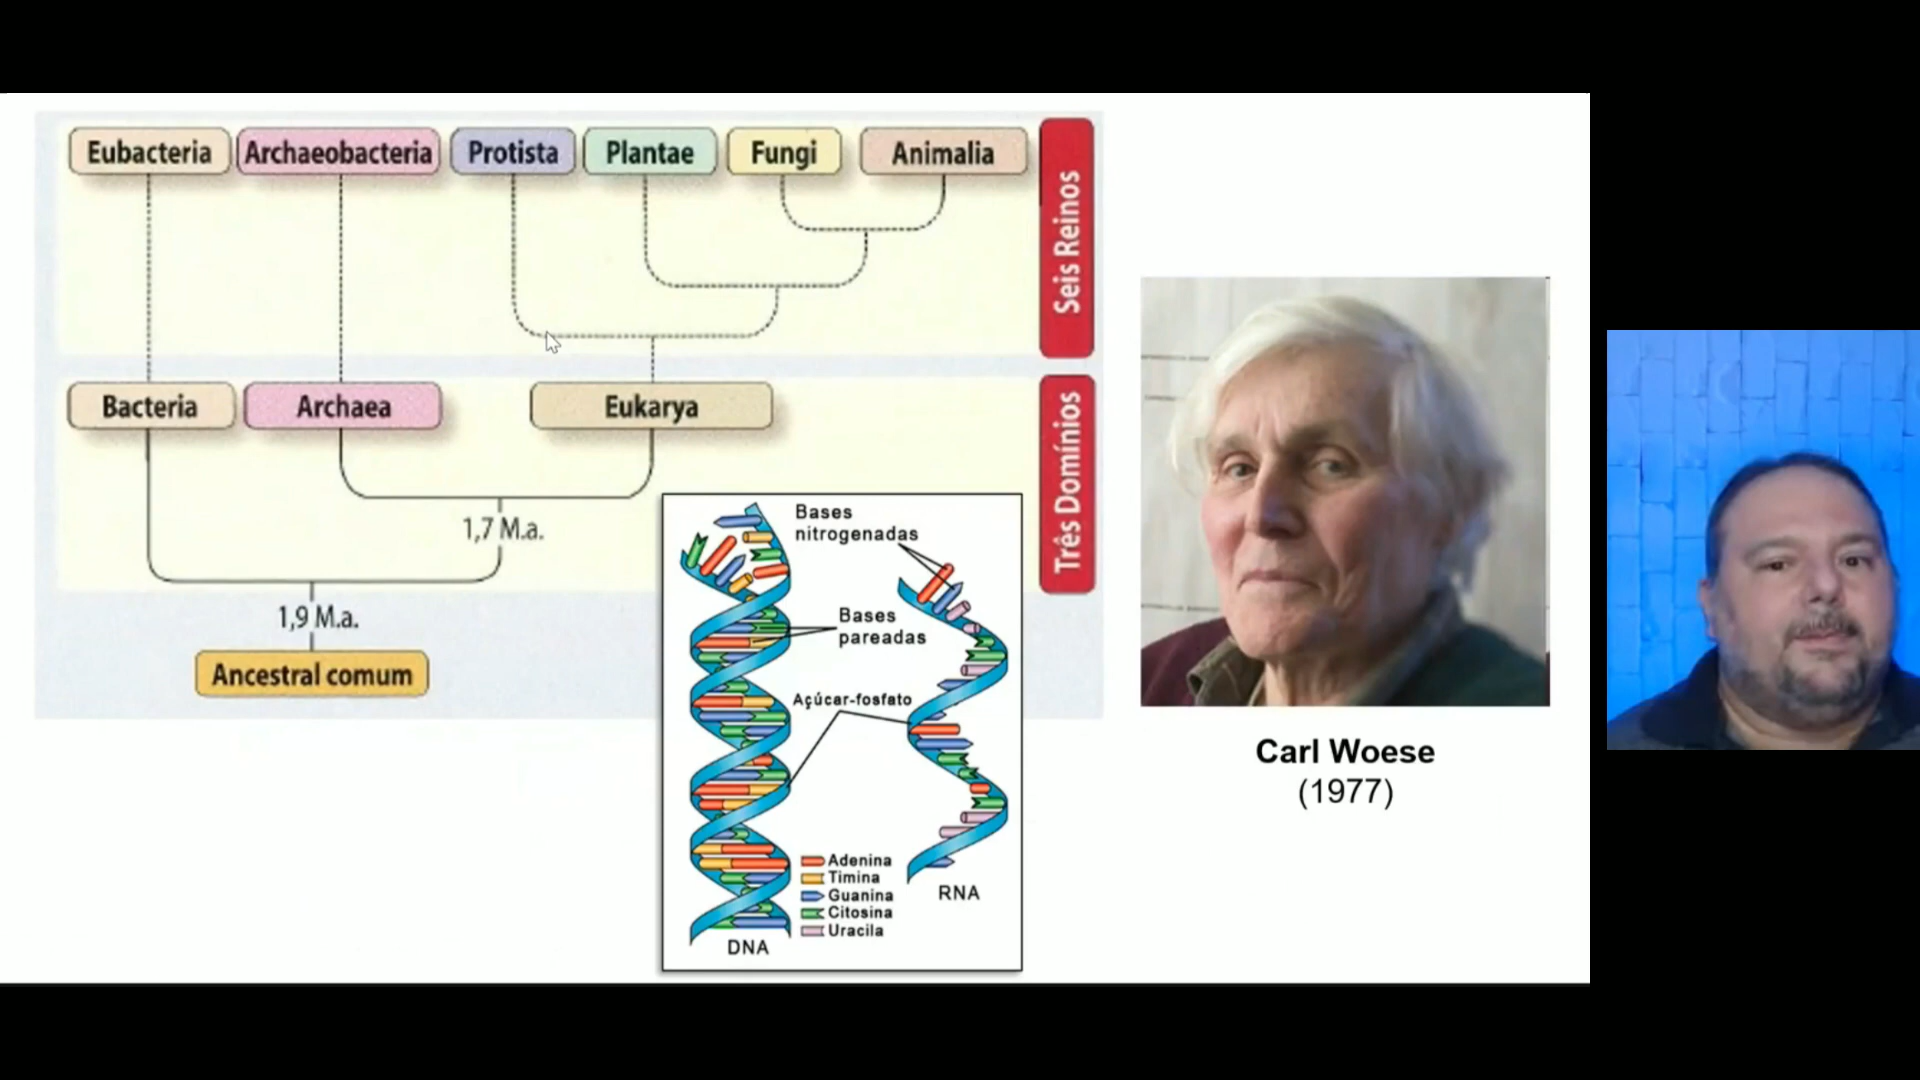 Eubacteria
Archaeobacteria
Protista
Plantae
Fungi
Animalia
Seis Reinos
Bacteria
Archaea
Eukarya
Três Domínios
1,7 M.a.
1,9 M.a.
Ancestral comum
Bases
nitrogenadas
Bases
pareadas
Açúcar-fosfato
Adenina
Timina
Guanina
Citosina
Uracila
DNA
RNA
Carl Woese
(1977)